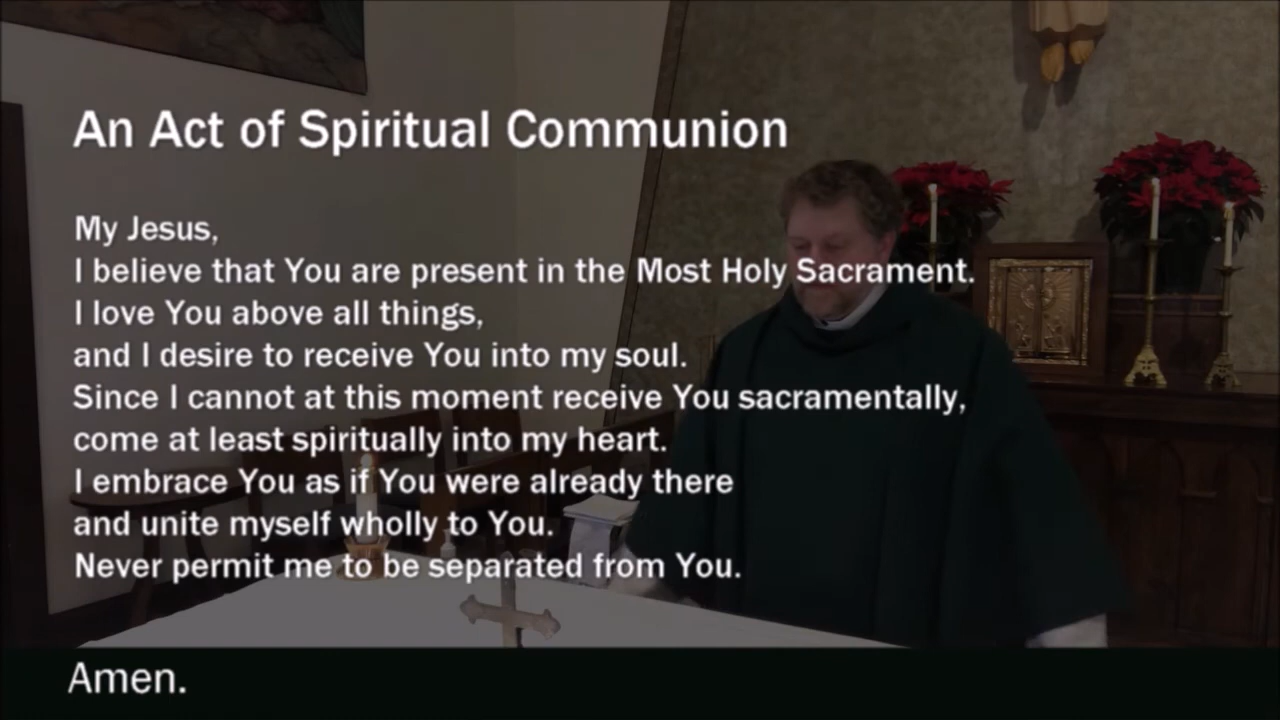 An Act of Spiritual Communion
My Jesus,
I believe that You are present in the Most Holy Sacrament.
I love You above all things,
and I desire to receive You into my soul.
Since I cannot at this moment receive You sacramentally,
come at least spiritually into my heart.
I embrace You as if You were already there
and unite myself wholly to You.
Never permit me to be separated from You.
Amen.